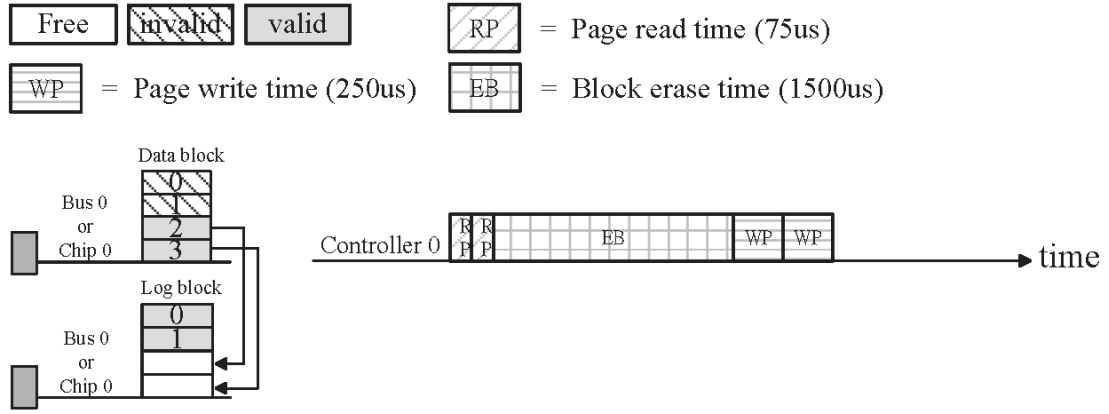 Free invalid valid
RP = Page read time (75us)
WP = Page write time (250us)
EB = Block erase time (1500us)
Data block
0
1
2
3
Bus 0
or
Chip 0
Log block
0
1
Bus 0
or
Chip 0
Controller 0
RP RP EB WP WP
time